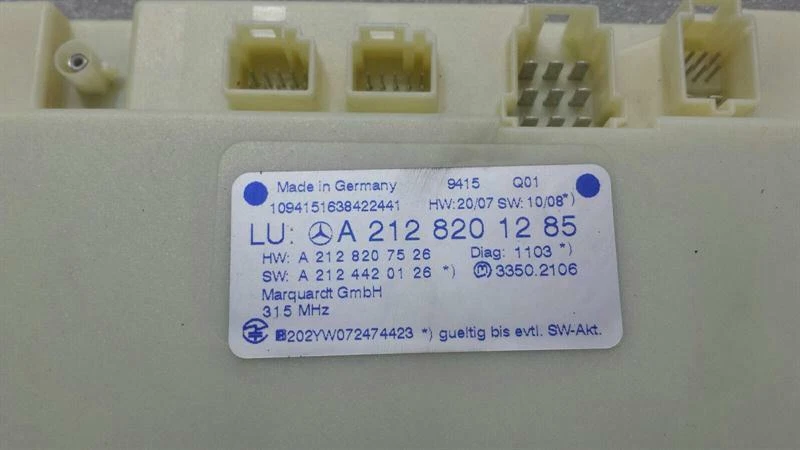 Made in Germany 9415 Q01
1094151638422441 HW:20/07 SW:10/08*)
LU: A 212 820 12 85
HW: A 212 820 75 26 Diag: 1103 *)
SW: A 212 442 01 26 *) m 3350.2106
Marquardt GmbH
315 MHz
202YW072474423 *) gueltig bis evtl. SW-Akt.